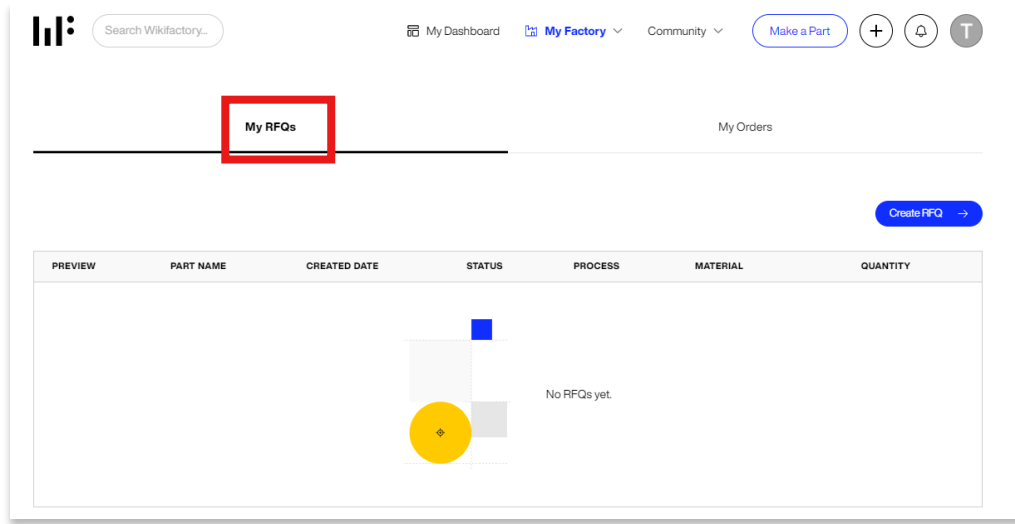 Search Wikifactory...
My Dashboard
My Factory
Community
Make a Part
T
My RFQs
My Orders
Create RFQ →
PREVIEW PART NAME CREATED DATE STATUS PROCESS MATERIAL QUANTITY
No RFQs yet.